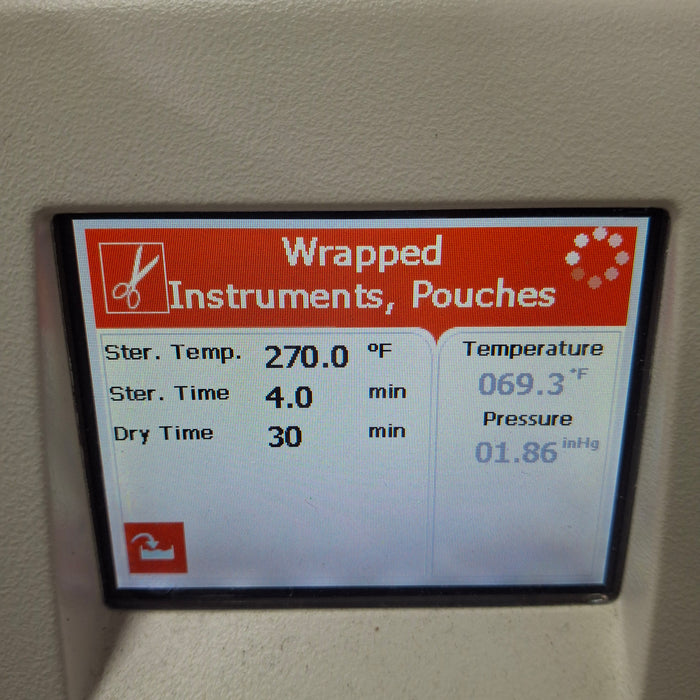 Wrapped
Instruments, Pouches
Ster. Temp. 270.0 °F
Ster. Time 4.0 min
Dry Time 30 min
Temperature
069.3 °F
Pressure
01.86 inHg